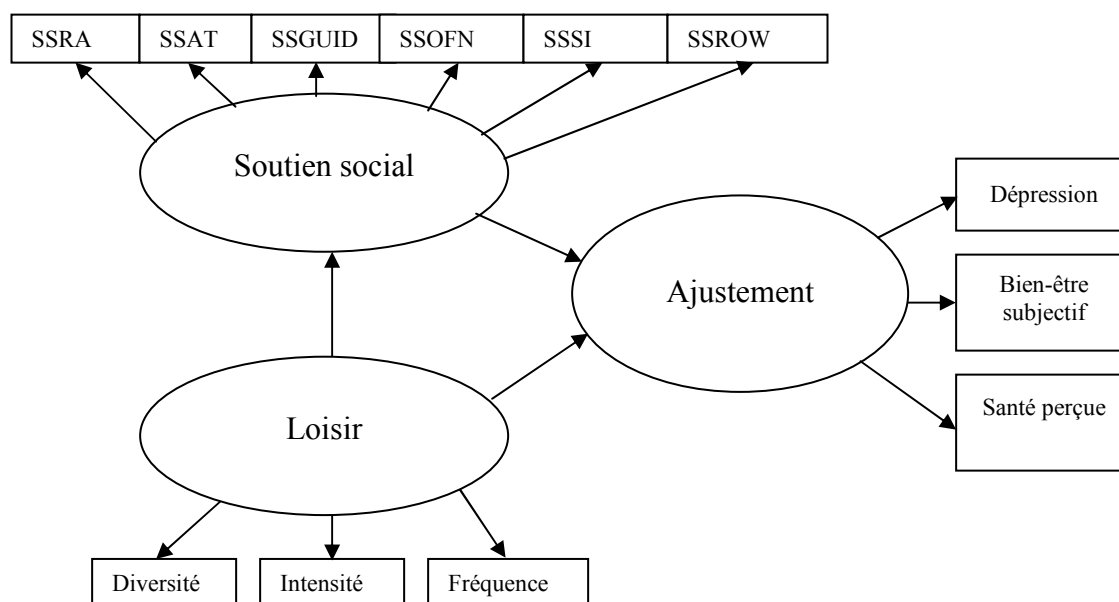 SSRA
SSAT
SSGUID
SSOFN
SSSI
SSROW
Soutien social
Dépression
Ajustement
Bien-être
subjectif
Santé perçue
Loisir
Diversité
Intensité
Fréquence